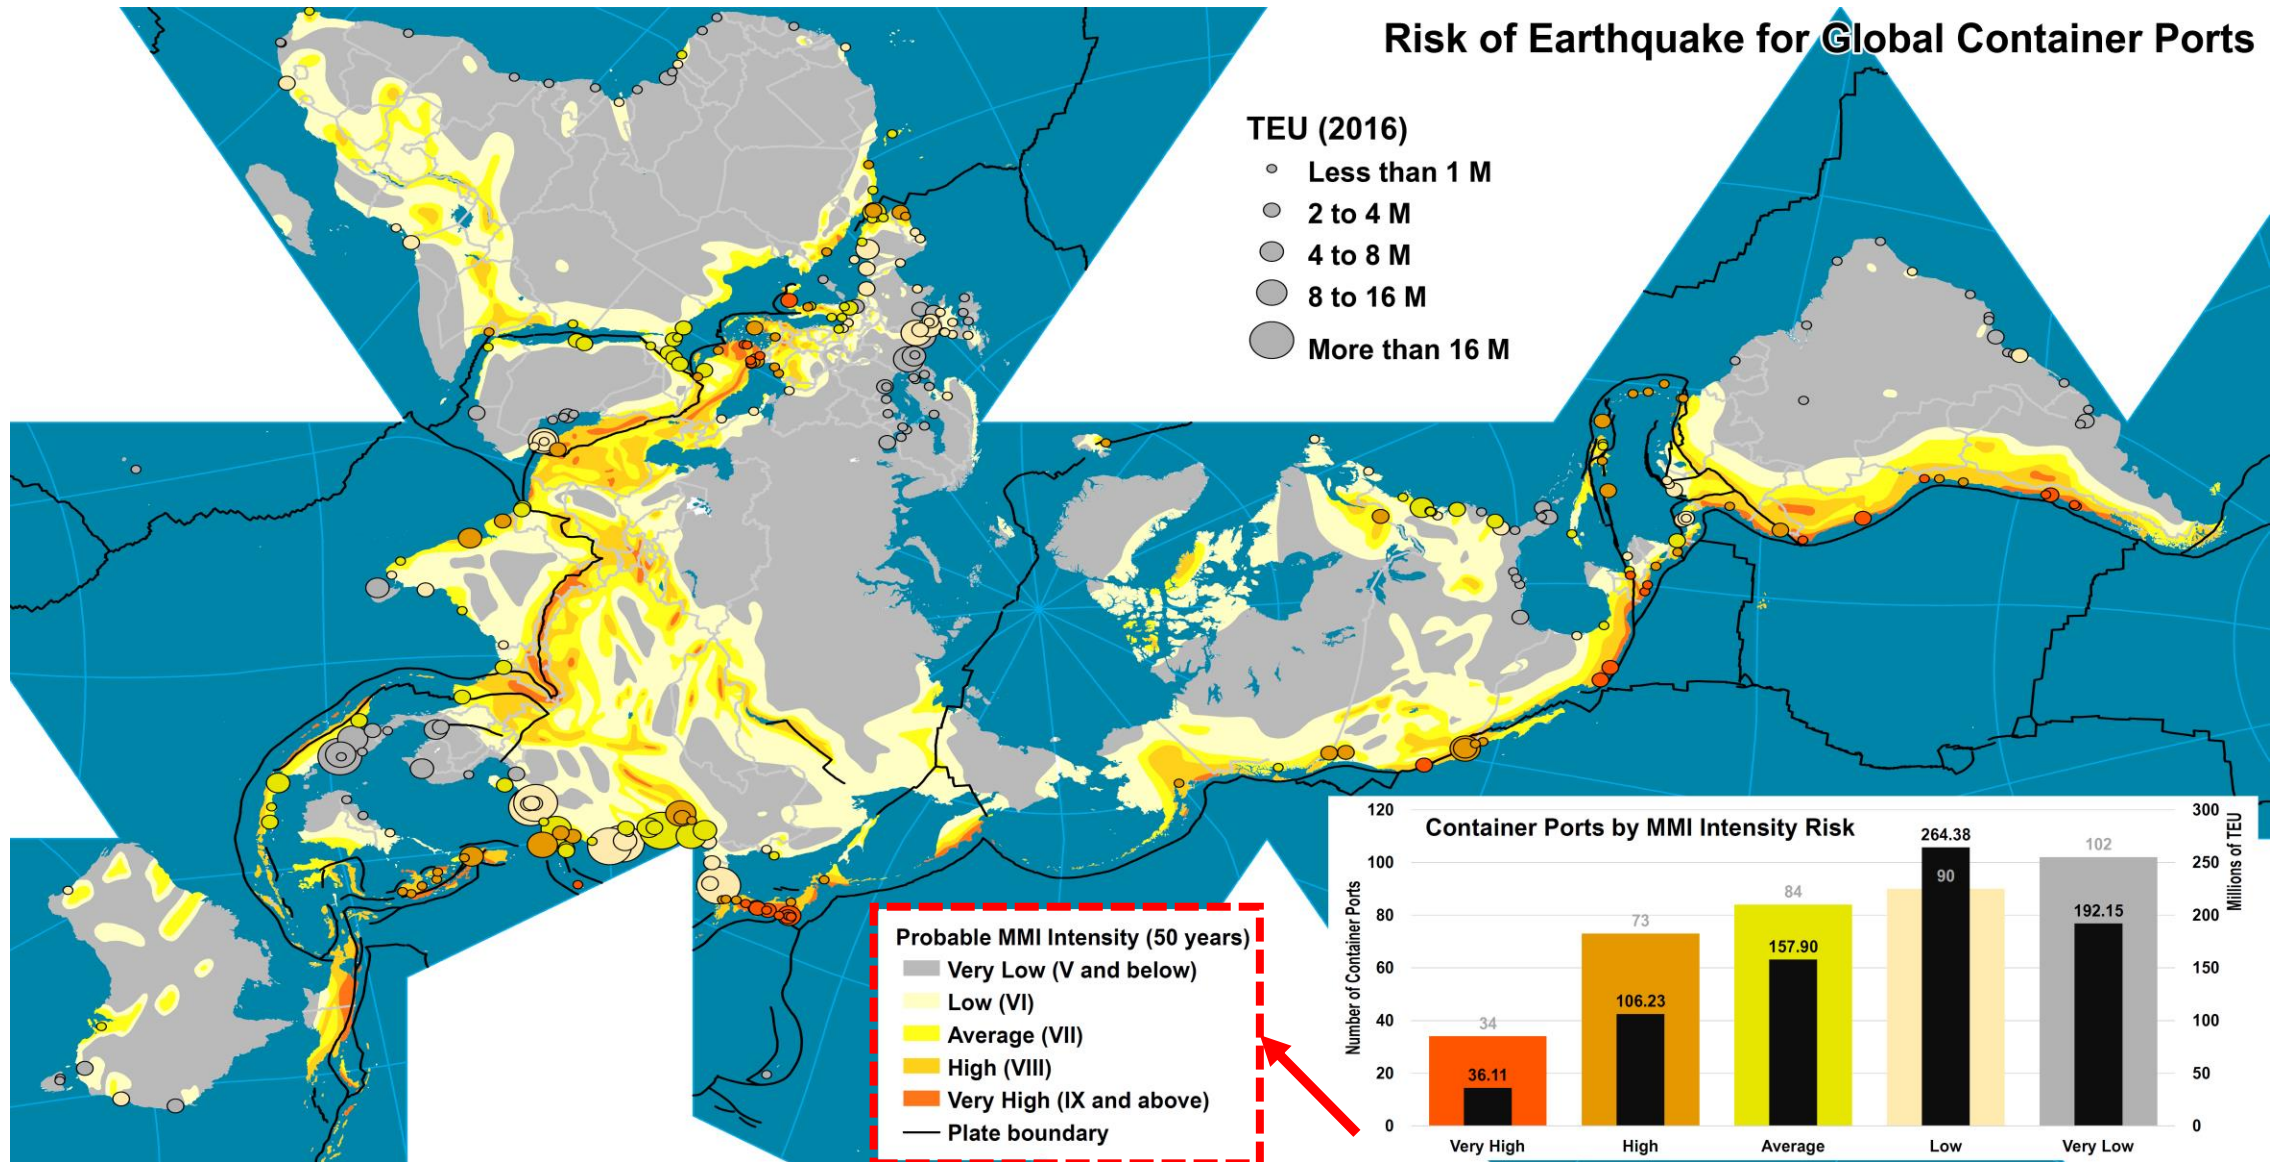 Risk of Earthquake for Global Container Ports
TEU (2016)
Less than 1 M
2 to 4 M
4 to 8 M
8 to 16 M
More than 16 M
Probable MMI Intensity (50 years)
Very Low (V and below)
Low (VI)
Average (VII)
High (VIII)
Very High (IX and above)
Plate boundary
Container Ports by MMI Intensity Risk
Number of Container Ports
120
100
80
60
40
20
0
34
36.11
73
106.23
84
157.90
264.38
90
102
192.15
300
250
200
150
100
50
0
Millions of TEU
Very High
High
Average
Low
Very Low